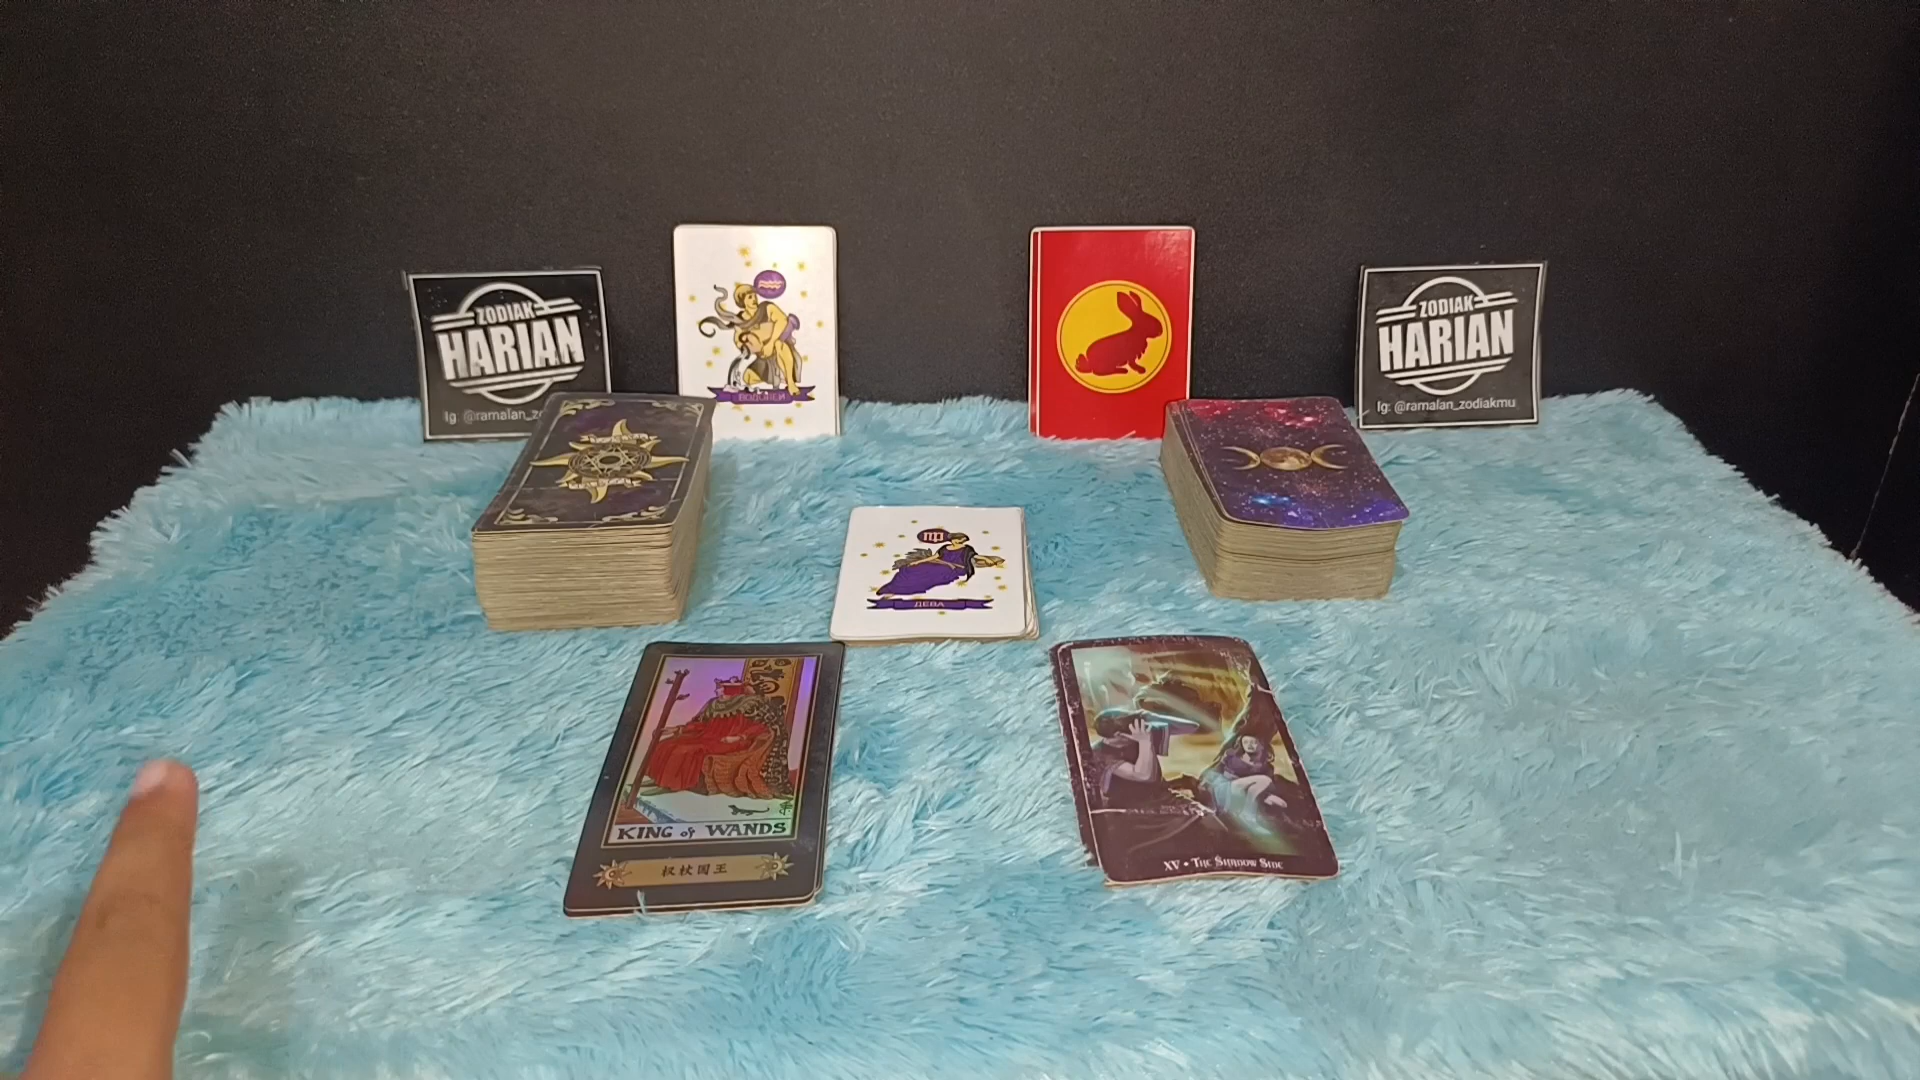 ZODIAK
HARIAN
Ig: @ramalan_zo
ВОДОЛЕЙ
ZODIAK
HARIAN
Ig: @ramalan_zodiakmu
ДЕВА
KING of WANDS
权杖国王
XV • THE SHADOW SIDE